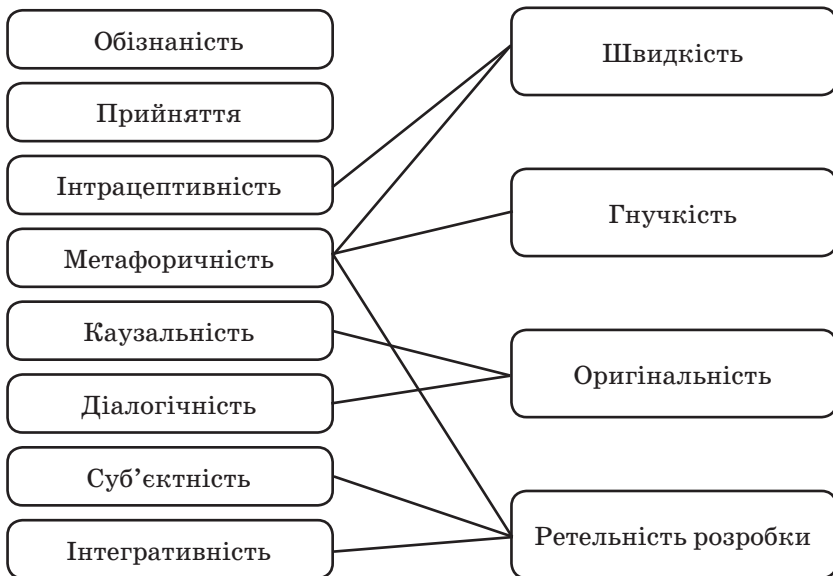 Обізнаність
Прийняття
Інтрацептивність
Метафоричність
Каузальність
Діалогічність
Суб’єктність
Інтегративність
Швидкість
Гнучкість
Оригінальність
Ретельність розробки